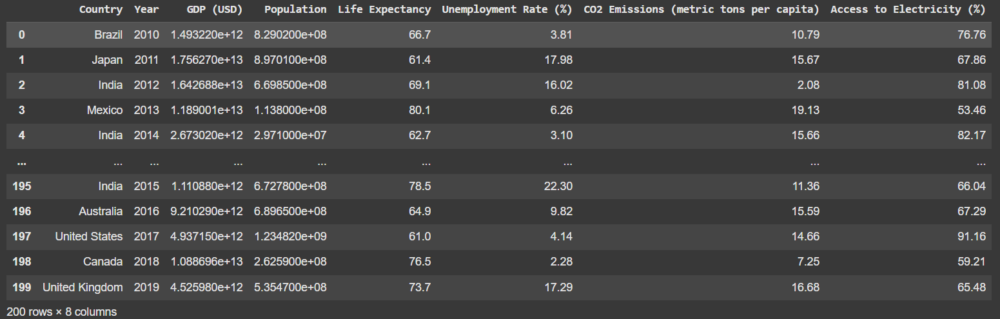 Country Year GDP (USD) Population Life Expectancy Unemployment Rate (%) CO2 Emissions (metric tons per capita) Access to Electricity (%)
0 Brazil 2010 1.493220e+12 8.290200e+08 66.7 3.81 10.79 76.76
1 Japan 2011 1.756270e+13 8.970100e+08 61.4 17.98 15.67 67.86
2 India 2012 1.642688e+13 6.698500e+08 69.1 16.02 2.08 81.08
3 Mexico 2013 1.189001e+13 1.138000e+08 80.1 6.26 19.13 53.46
4 India 2014 2.673020e+12 2.971000e+07 62.7 3.10 15.66 82.17
... ... ... ... ... ... ... ... ...
195 India 2015 1.110880e+12 6.727800e+08 78.5 22.30 11.36 66.04
196 Australia 2016 9.210290e+12 6.896500e+08 64.9 9.82 15.59 67.29
197 United States 2017 4.937150e+12 1.234820e+09 61.0 4.14 14.66 91.16
198 Canada 2018 1.088696e+13 2.625900e+08 76.5 2.28 7.25 59.21
199 United Kingdom 2019 4.525980e+12 5.354700e+08 73.7 17.29 16.68 65.48
200 rows × 8 columns